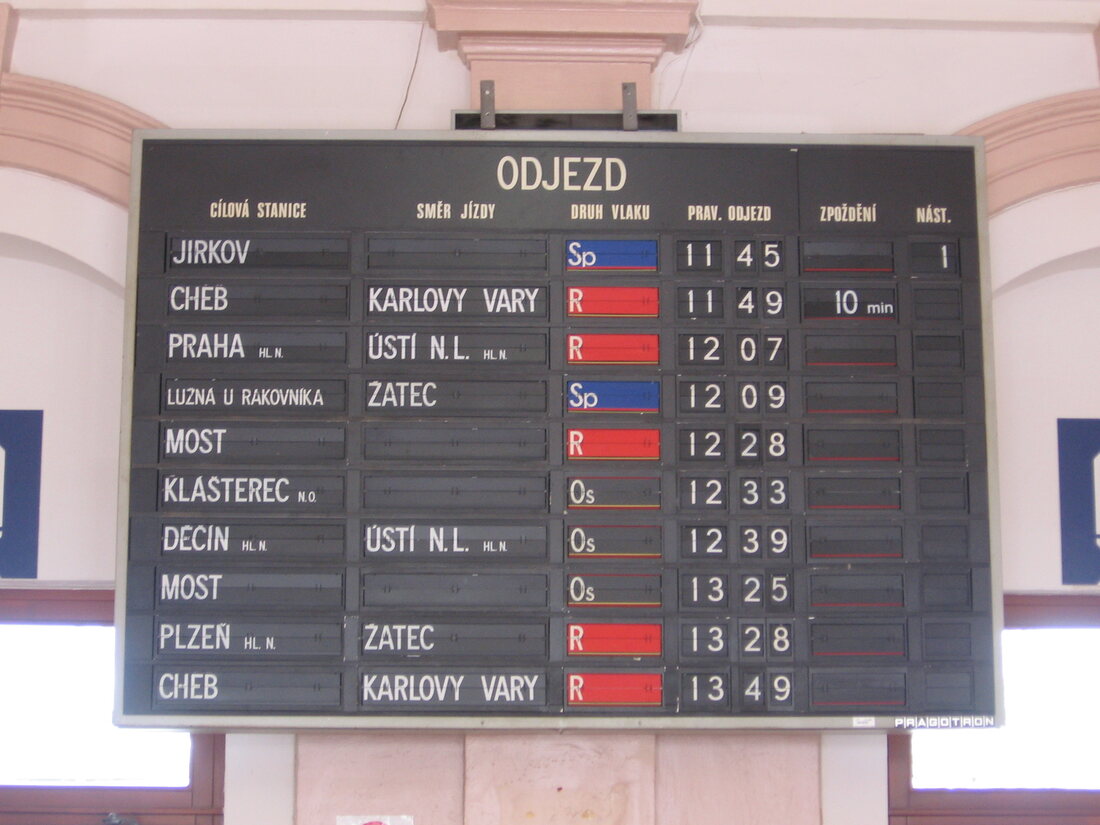 ODJEZD
CÍLOVÁ STANICE SMĚR JÍZDY DRUH VLAKU PRAV. ODJEZD ZPOŽDĚNÍ NÁST.
JIRKOV Sp 11 45 1
CHEB KARLOVY VARY R 11 49 10 min
PRAHA HL.N. ÚSTÍ N.L. HL.N. R 12 07
LUŽNÁ U RAKOVNÍKA ŽATEC Sp 12 09
MOST R 12 28
KLÁŠTEREC N.O. Os 12 33
DĚČÍN HL.N. ÚSTÍ N.L. HL.N. Os 12 39
MOST Os 13 25
PLZEŇ HL.N. ŽATEC R 13 28
CHEB KARLOVY VARY R 13 49
PRAGOTRON